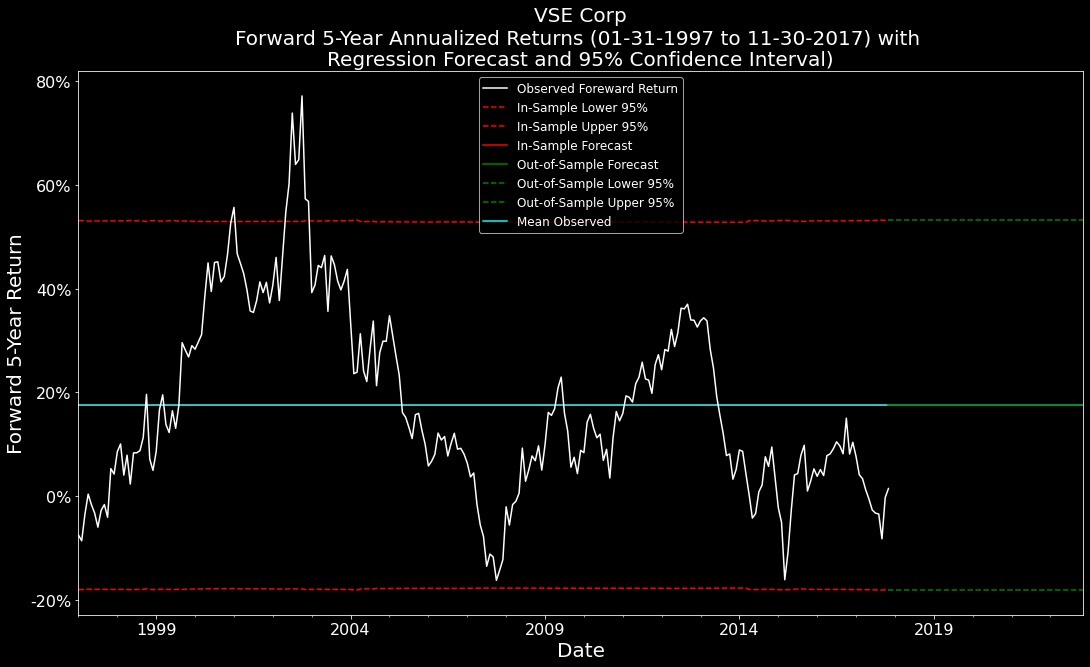 VSE Corp
Forward 5-Year Annualized Returns (01-31-1997 to 11-30-2017) with
Regression Forecast and 95% Confidence Interval)
Observed Foreward Return
In-Sample Lower 95%
In-Sample Upper 95%
In-Sample Forecast
Out-of-Sample Forecast
Out-of-Sample Lower 95%
Out-of-Sample Upper 95%
Mean Observed
Forward 5-Year Return
80%
60%
40%
20%
0%
-20%
1999 2004 2009 2014 2019
Date